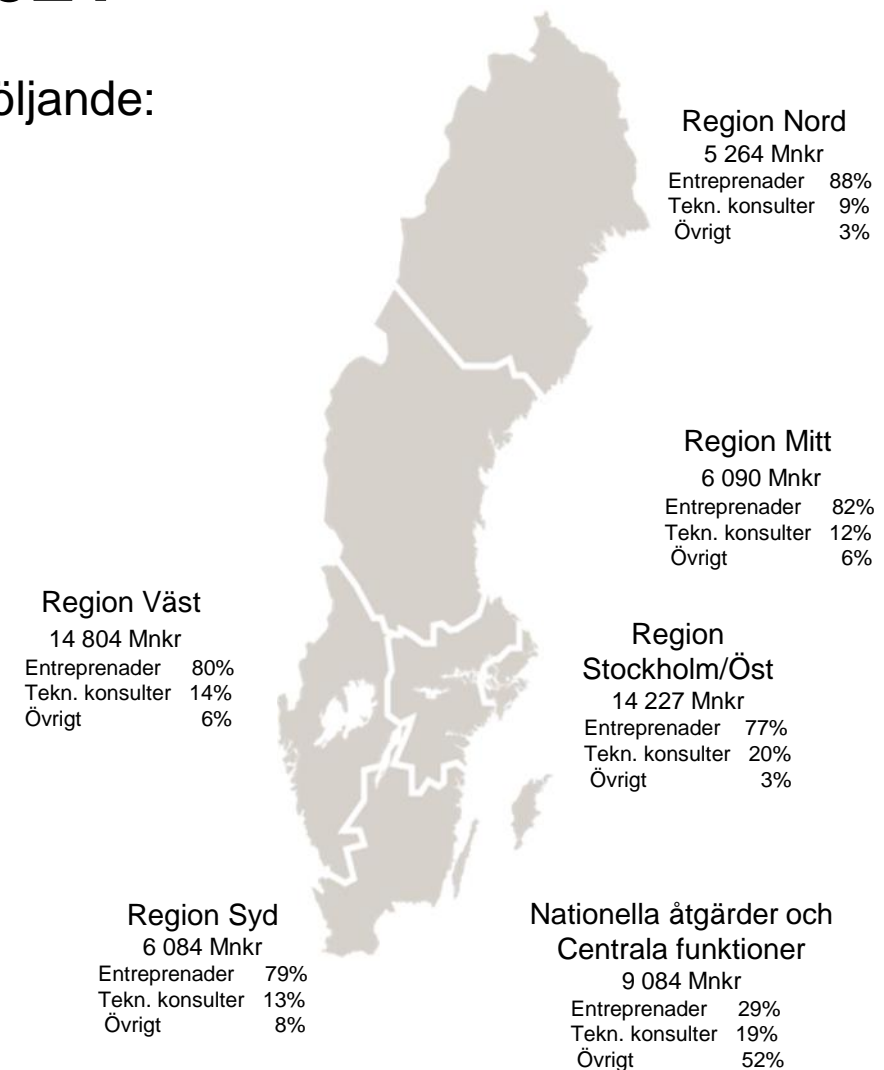 öljande:
Region Nord
5 264 Mnkr
Entreprenader 88%
Tekn. konsulter 9%
Övrigt 3%
Region Mitt
6 090 Mnkr
Entreprenader 82%
Tekn. konsulter 12%
Övrigt 6%
Region Väst
14 804 Mnkr
Entreprenader 80%
Tekn. konsulter 14%
Övrigt 6%
Region
Stockholm/Öst
14 227 Mnkr
Entreprenader 77%
Tekn. konsulter 20%
Övrigt 3%
Region Syd
6 084 Mnkr
Entreprenader 79%
Tekn. konsulter 13%
Övrigt 8%
Nationella åtgärder och
Centrala funktioner
9 084 Mnkr
Entreprenader 29%
Tekn. konsulter 19%
Övrigt 52%